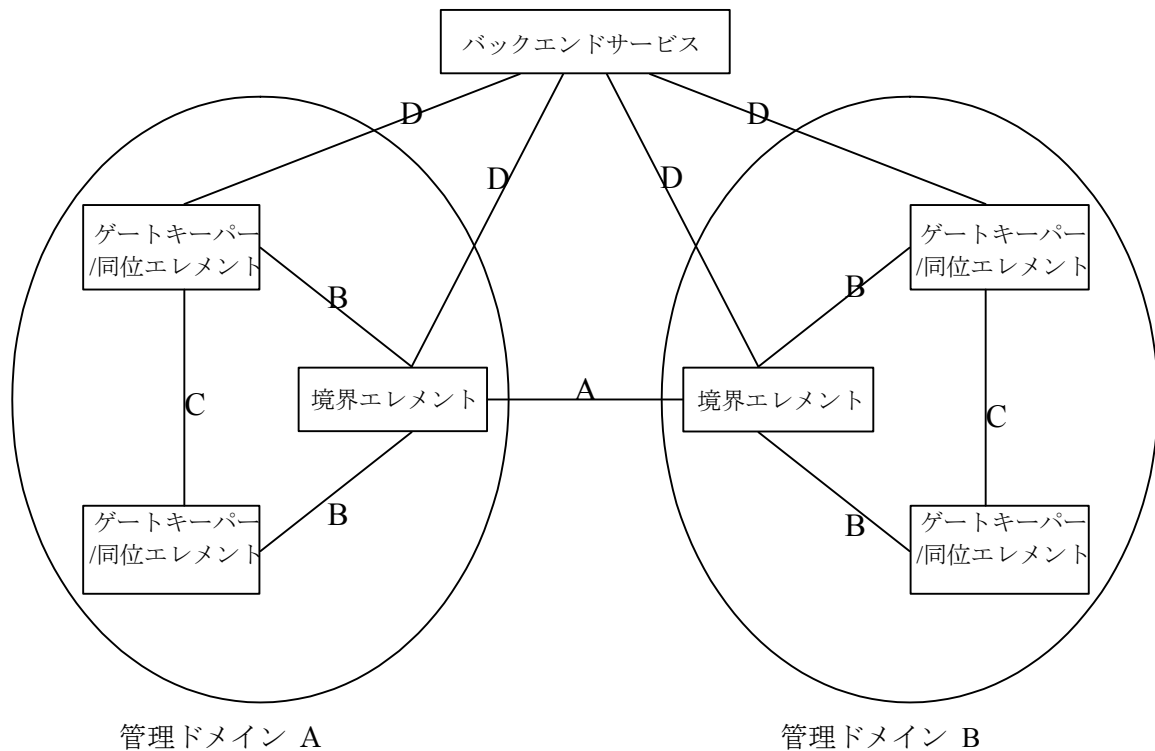 バックエンドサービス
D
D
D
D
ゲートキーパー
/同位エレメント
ゲートキーパー
/同位エレメント
B
B
境界エレメント
A
境界エレメント
C
C
ゲートキーパー
/同位エレメント
B
B
ゲートキーパー
/同位エレメント
管理ドメイン A
管理ドメイン B